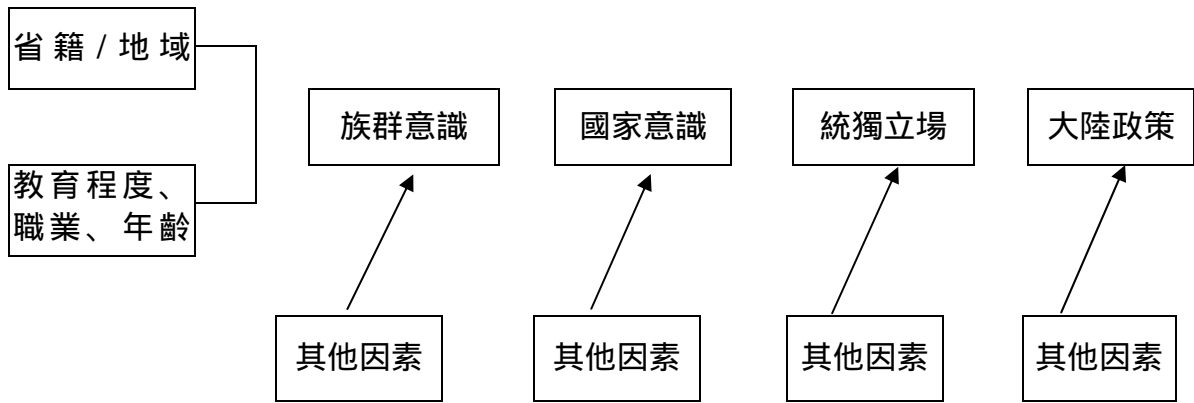 省籍/地域
族群意識
國家意識
統獨立場
大陸政策
教育程度、
職業、年齡
其他因素
其他因素
其他因素
其他因素